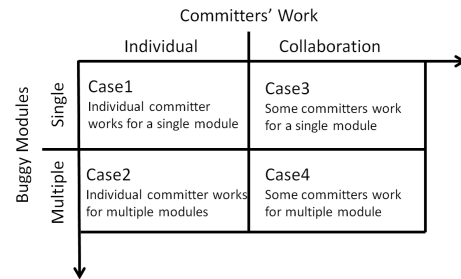 Committers’ Work
Individual
Collaboration
Buggy Modules
Single
Case1
Individual committer
works for a single module
Case3
Some committers work
for a single module
Multiple
Case2
Individual committer works
for multiple modules
Case4
Some committers work
for multiple module